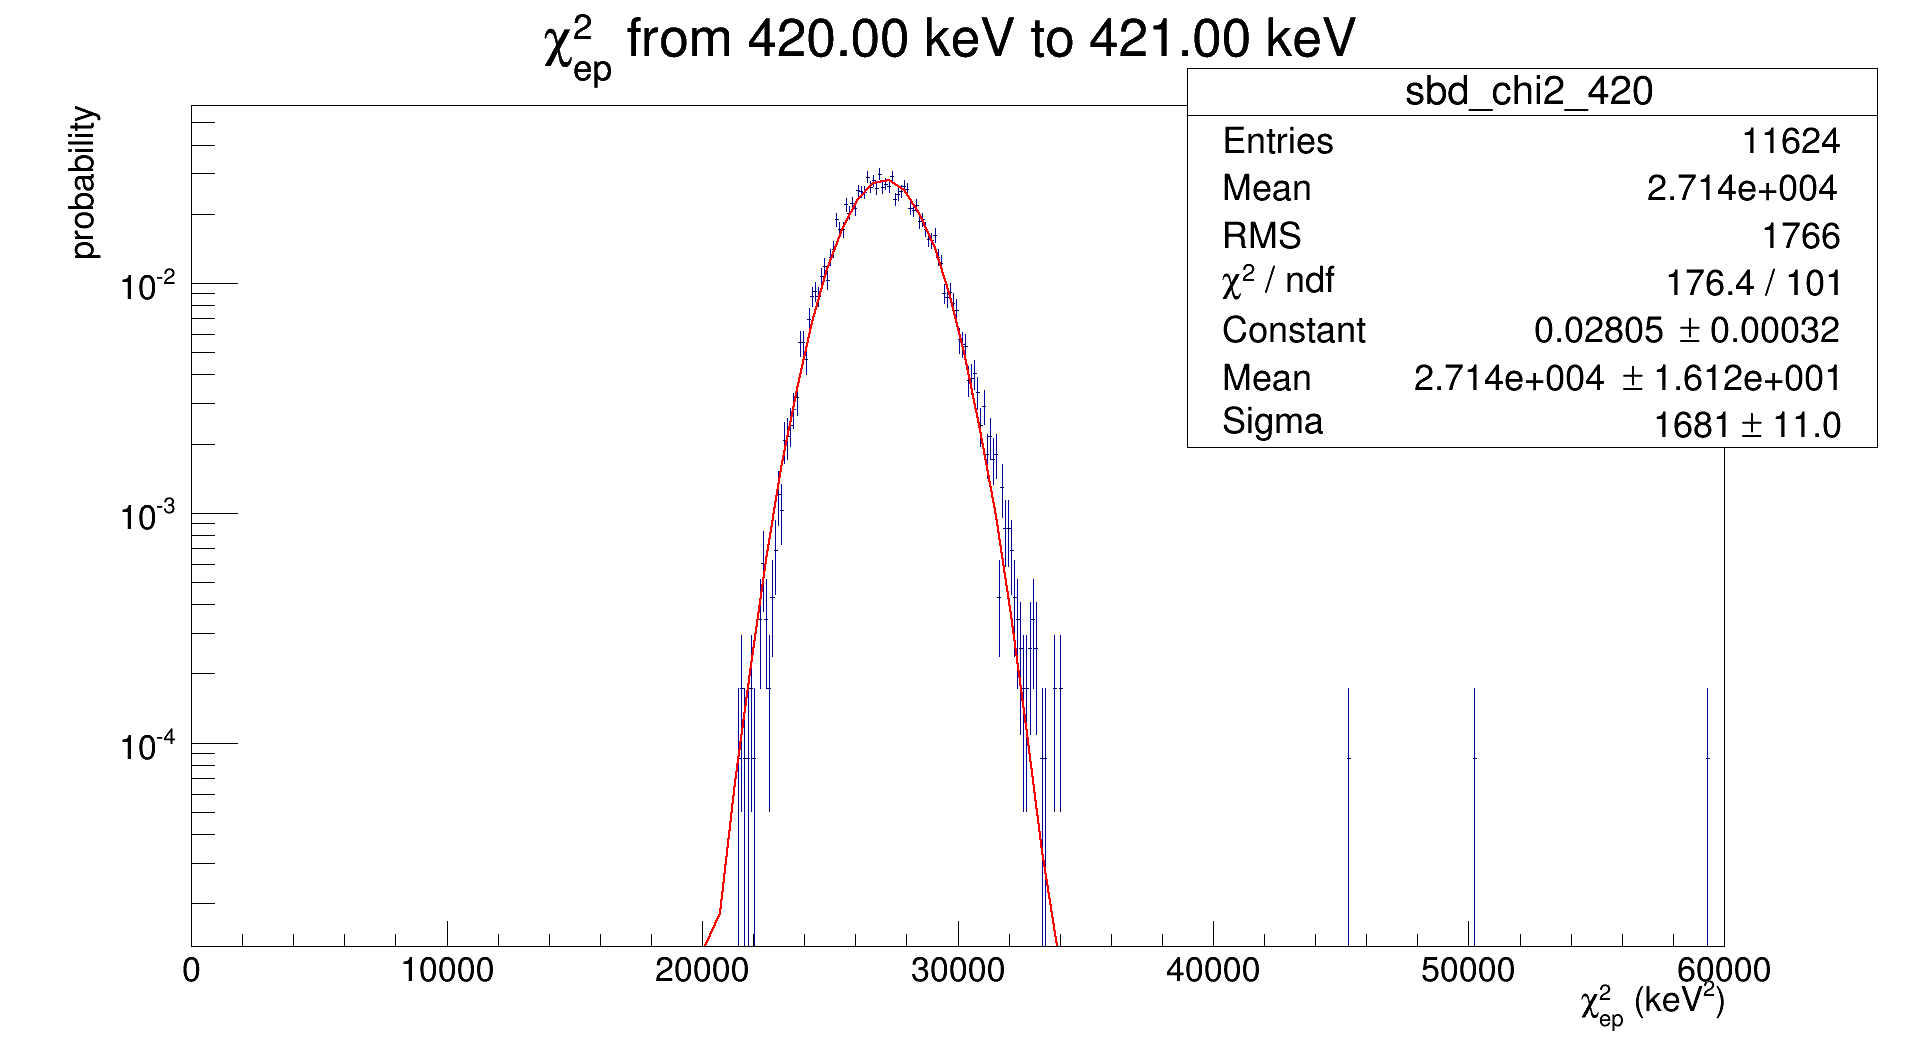 χ²ep from 420.00 keV to 421.00 keV
sbd_chi2_420
Entries 11624
Mean 2.714e+004
RMS 1766
χ² / ndf 176.4 / 101
Constant 0.02805 ± 0.00032
Mean 2.714e+004 ± 1.612e+001
Sigma 1681 ± 11.0
probability
10⁻²
10⁻³
10⁻⁴
0 10000 20000 30000 40000 50000 60000
χ²ep (keV²)